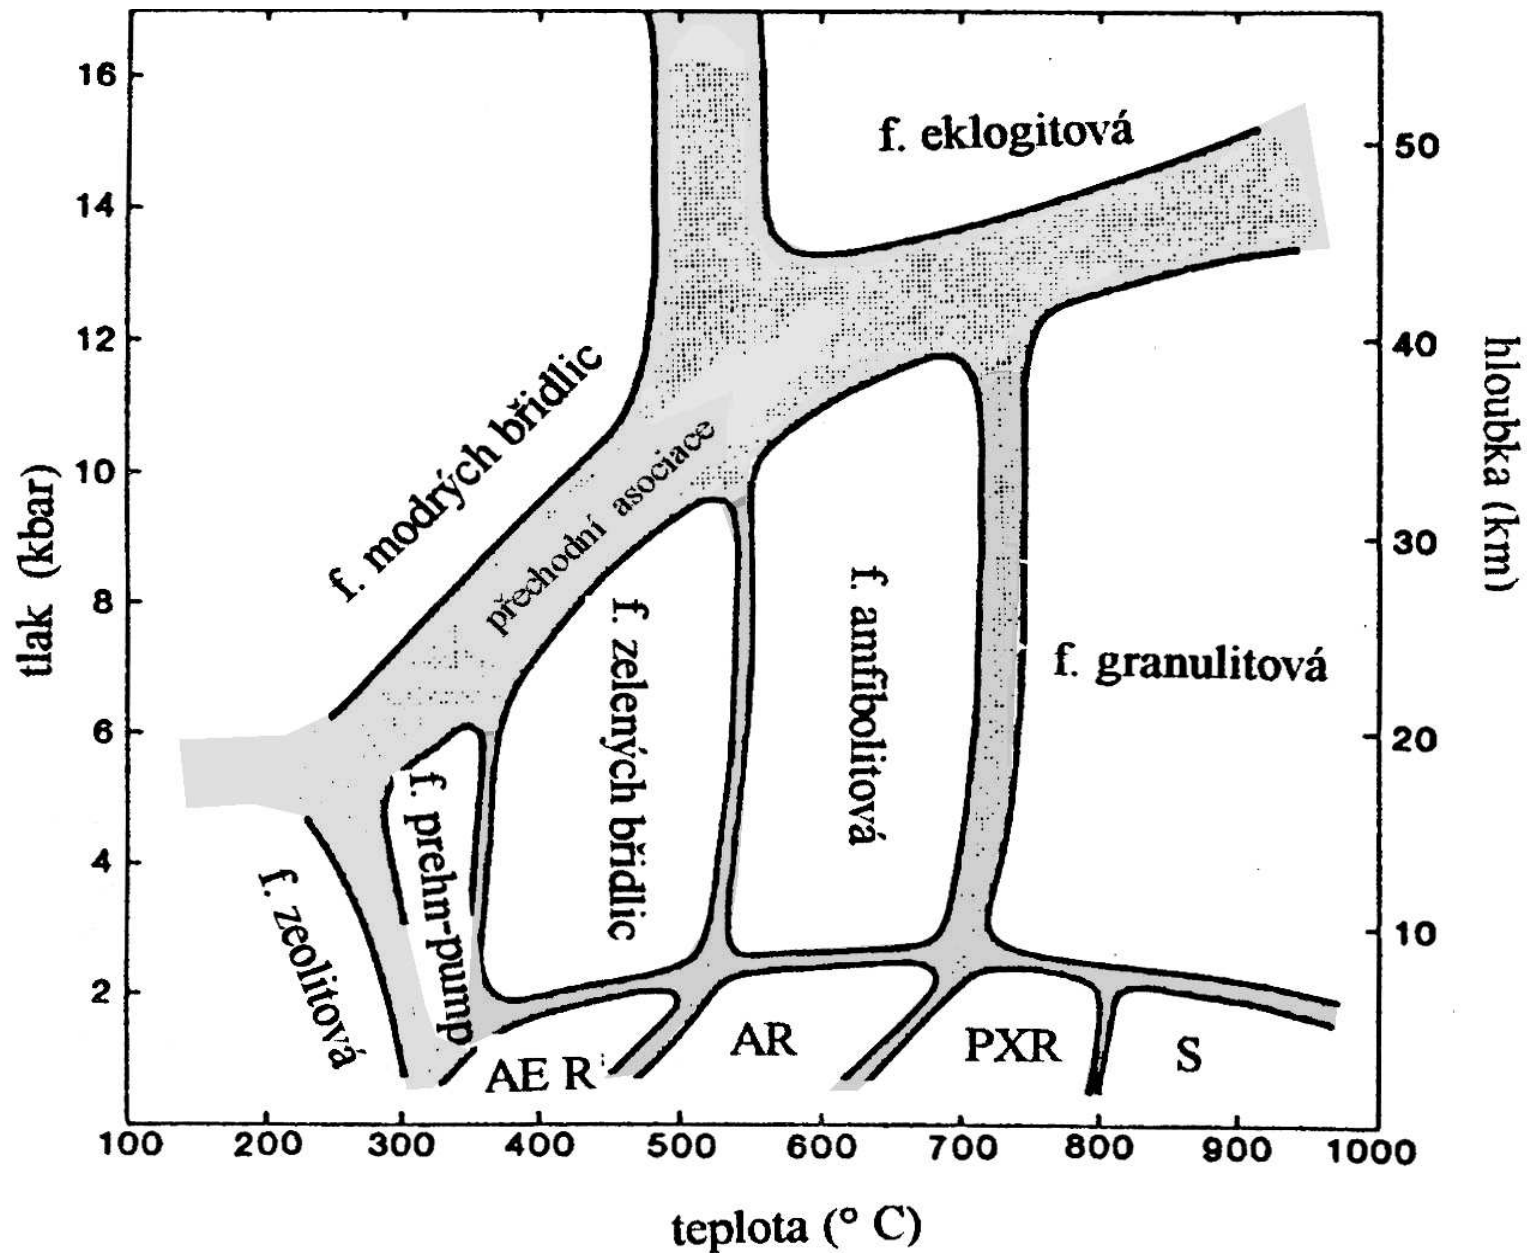 16
14
12
10
8
6
4
2
tlak (kbar)
50
40
30
20
10
hloubka (km)
f. eklogitová
f. modrých břidlic
přechodní asociace
f. zelených břidlic
f. amfibolitová
f. granulitová
f. prehn-pump
f. zeolitová
AE R
AR
PXR
S
100 200 300 400 500 600 700 800 900 1000
teplota (° C)